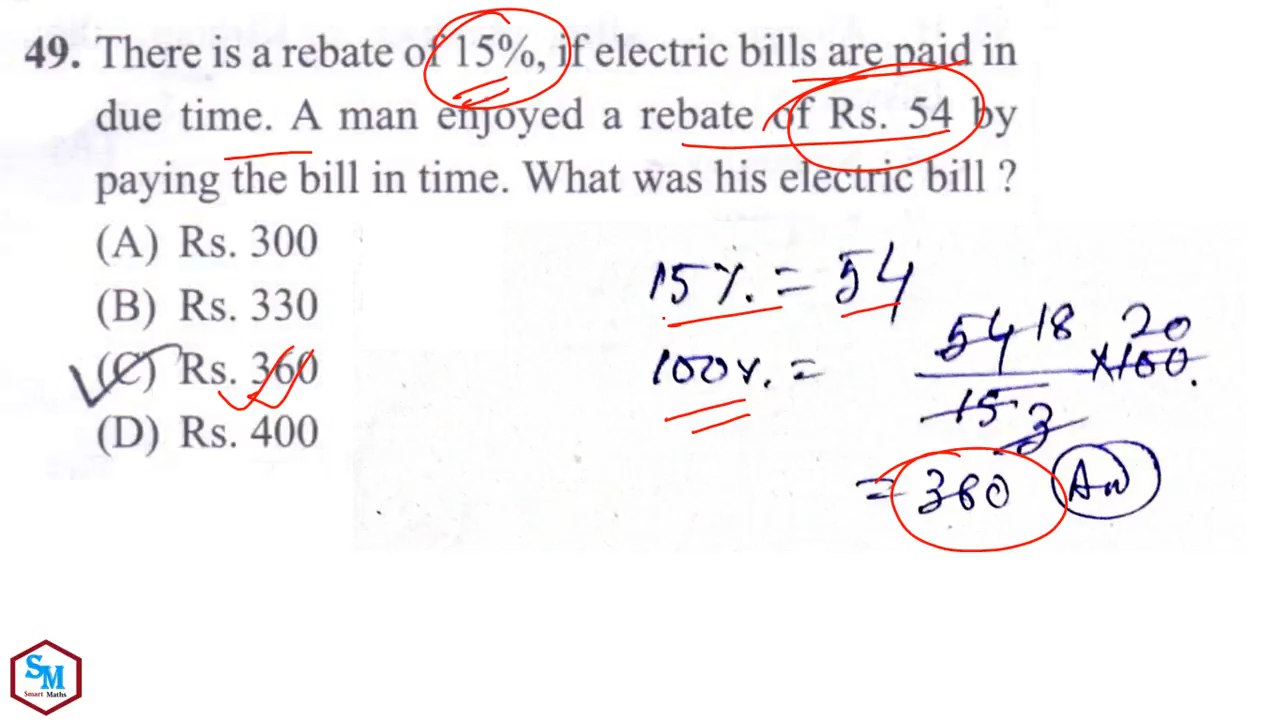 49. There is a rebate of 15%, if electric bills are paid in
due time. A man enjoyed a rebate of Rs. 54 by
paying the bill in time. What was his electric bill ?
(A) Rs. 300
(B) Rs. 330
(C) Rs. 360
(D) Rs. 400
15%. = 54
100%. =
54 18 20
15 3 ×100.
= 360 An
SM
Smart Maths